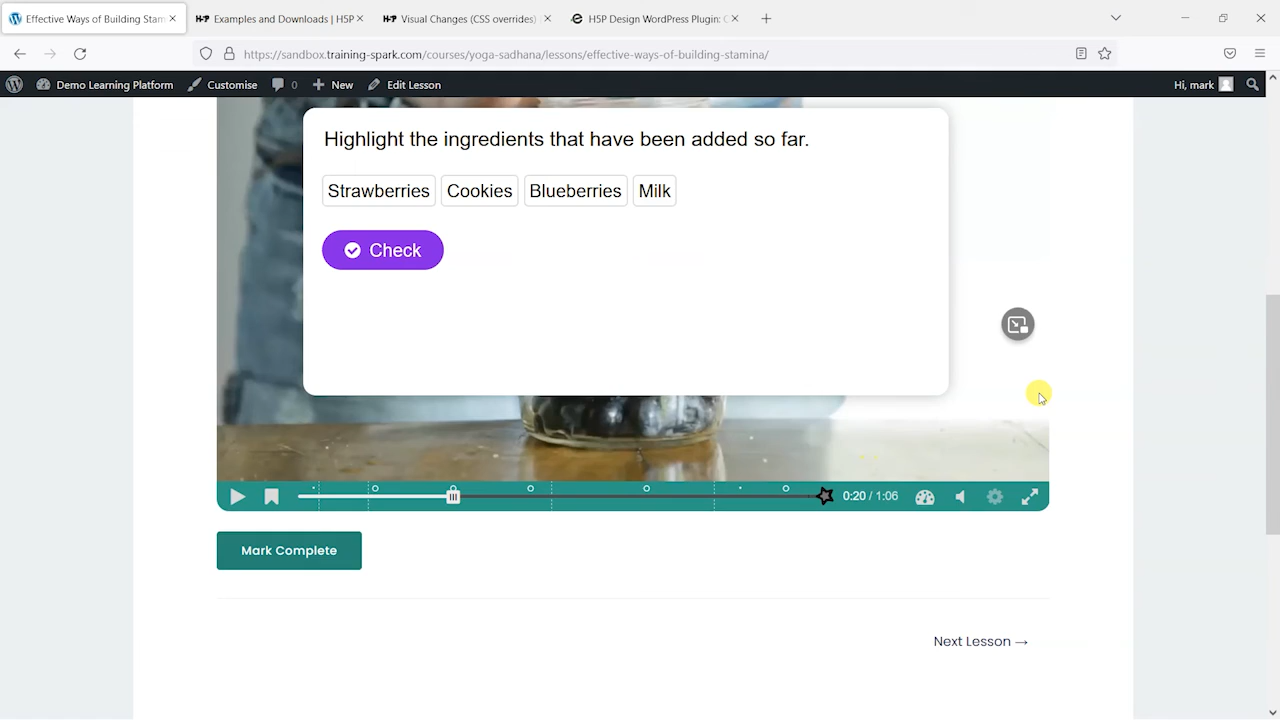 Effective Ways of Building Stam
H5P Examples and Downloads | H5P
H5P Visual Changes (CSS overrides)
H5P Design WordPress Plugin: C
https://sandbox.training-spark.com/courses/yoga-sadhana/lessons/effective-ways-of-building-stamina/
Demo Learning Platform Customise 0 New Edit Lesson Hi, mark
Highlight the ingredients that have been added so far.
Strawberries Cookies Blueberries Milk
Check
0:20 / 1:06
Mark Complete
Next Lesson →